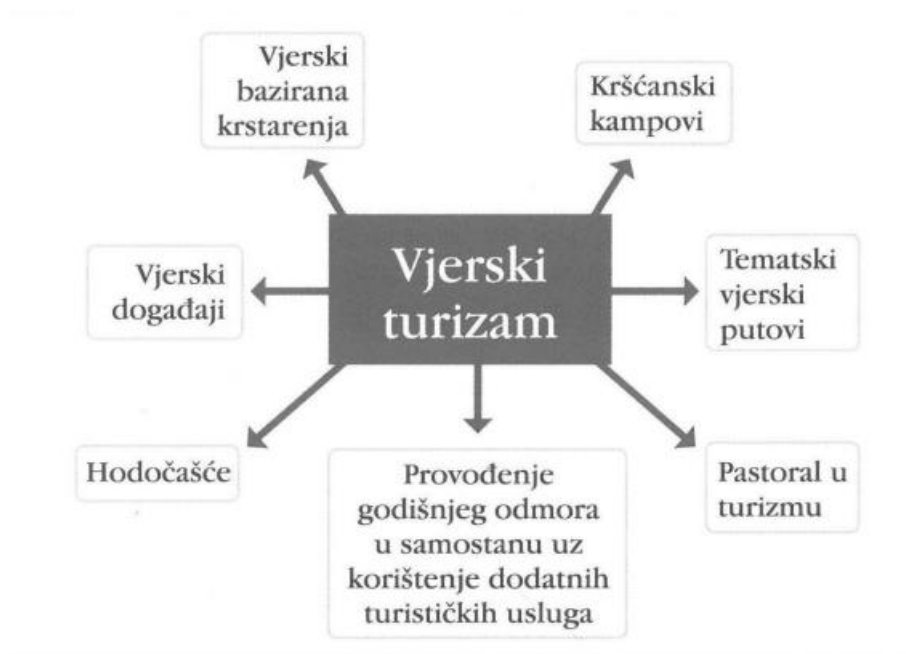 Vjerski
bazirana
krstarenja
Kršćanski
kampovi
Vjerski
događaji
Vjerski
turizam
Tematski
vjerski
putovi
Hodočašće
Provođenje
godišnjeg odmora
u samostanu uz
korištenje dodatnih
turističkih usluga
Pastoral u
turizmu